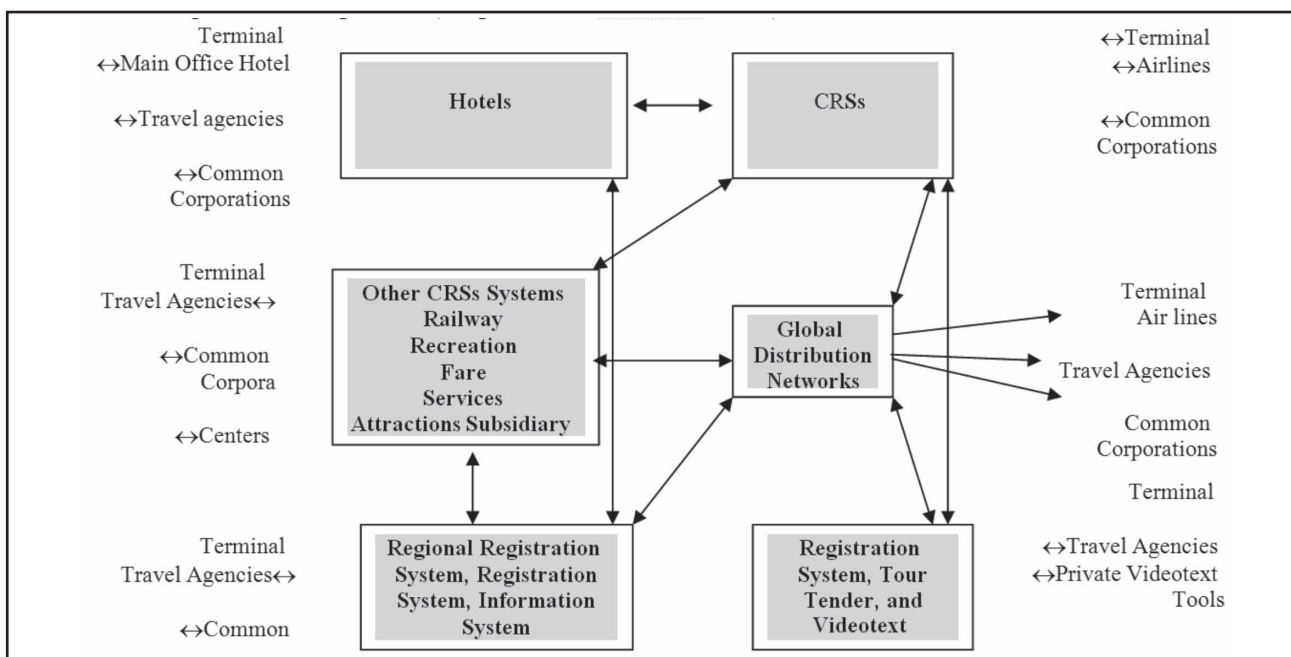 Terminal
↔Main Office Hotel
↔Travel agencies
↔Common
Corporations
Hotels
CRSs
↔Terminal
↔Airlines
↔Common
Corporations
Terminal
Travel Agencies↔
↔Common
Corpora
↔Centers
Other CRSs Systems
Railway
Recreation
Fare
Services
Attractions Subsidiary
Global
Distribution
Networks
Terminal
Air lines
Travel Agencies
Common
Corporations
Terminal
Travel Agencies↔
↔Common
Regional Registration
System, Registration
System, Information
System
Registration
System, Tour
Tender, and
Videotext
Terminal
↔Travel Agencies
↔Private Videotext
Tools